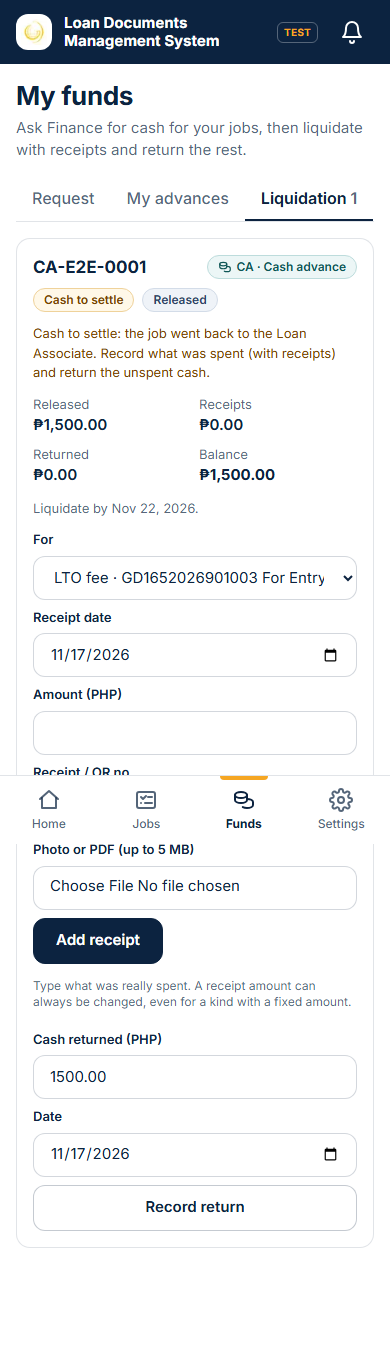 Loan Documents
Management System
TEST
My funds
Ask Finance for cash for your jobs, then liquidate
with receipts and return the rest.
Request My advances Liquidation 1
CA-E2E-0001 CA · Cash advance
Cash to settle Released
Cash to settle: the job went back to the Loan
Associate. Record what was spent (with receipts)
and return the unspent cash.
Released Receipts
₱1,500.00 ₱0.00
Returned Balance
₱0.00 ₱1,500.00
Liquidate by Nov 22, 2026.
For
LTO fee · GD1652026901003 For Entry
Receipt date
11/17/2026
Amount (PHP)
Receipt / OR no
Home Jobs Funds Settings
Photo or PDF (up to 5 MB)
Choose File No file chosen
Add receipt
Type what was really spent. A receipt amount can
always be changed, even for a kind with a fixed amount.
Cash returned (PHP)
1500.00
Date
11/17/2026
Record return